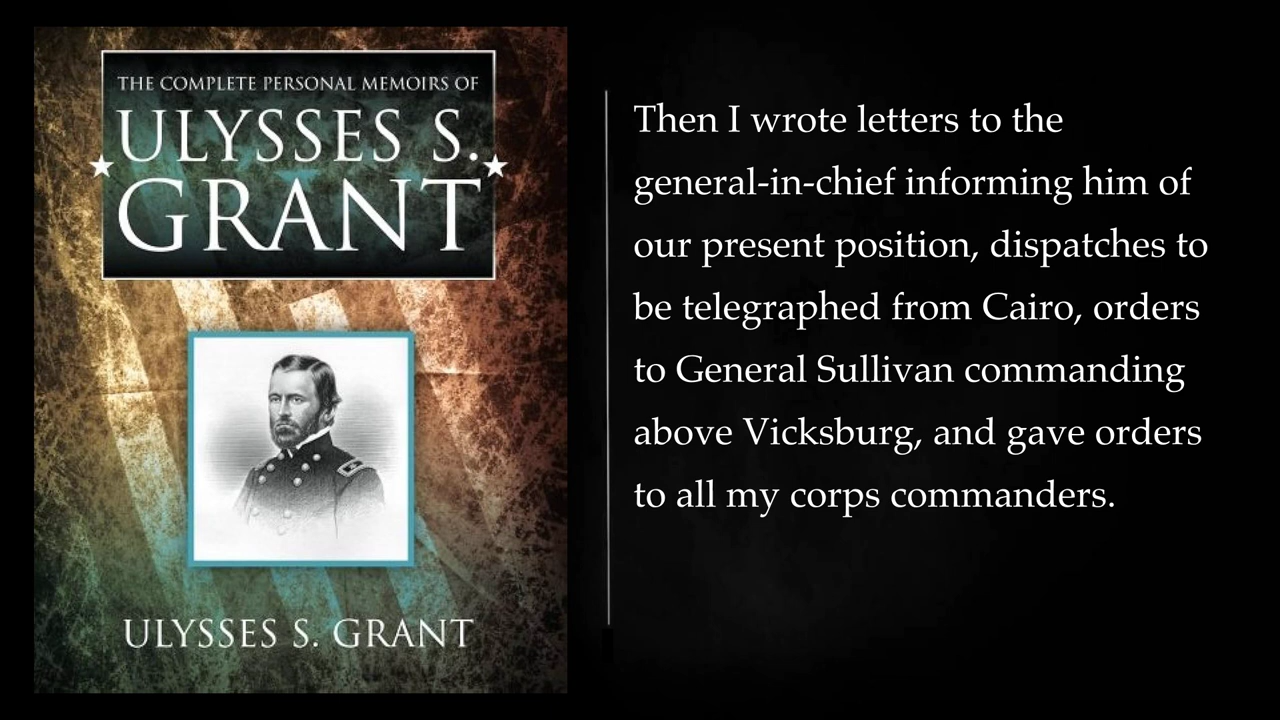 THE COMPLETE PERSONAL MEMOIRS OF
ULYSSES S.
GRANT
ULYSSES S. GRANT
Then I wrote letters to the
general-in-chief informing him of
our present position, dispatches to
be telegraphed from Cairo, orders
to General Sullivan commanding
above Vicksburg, and gave orders
to all my corps commanders.